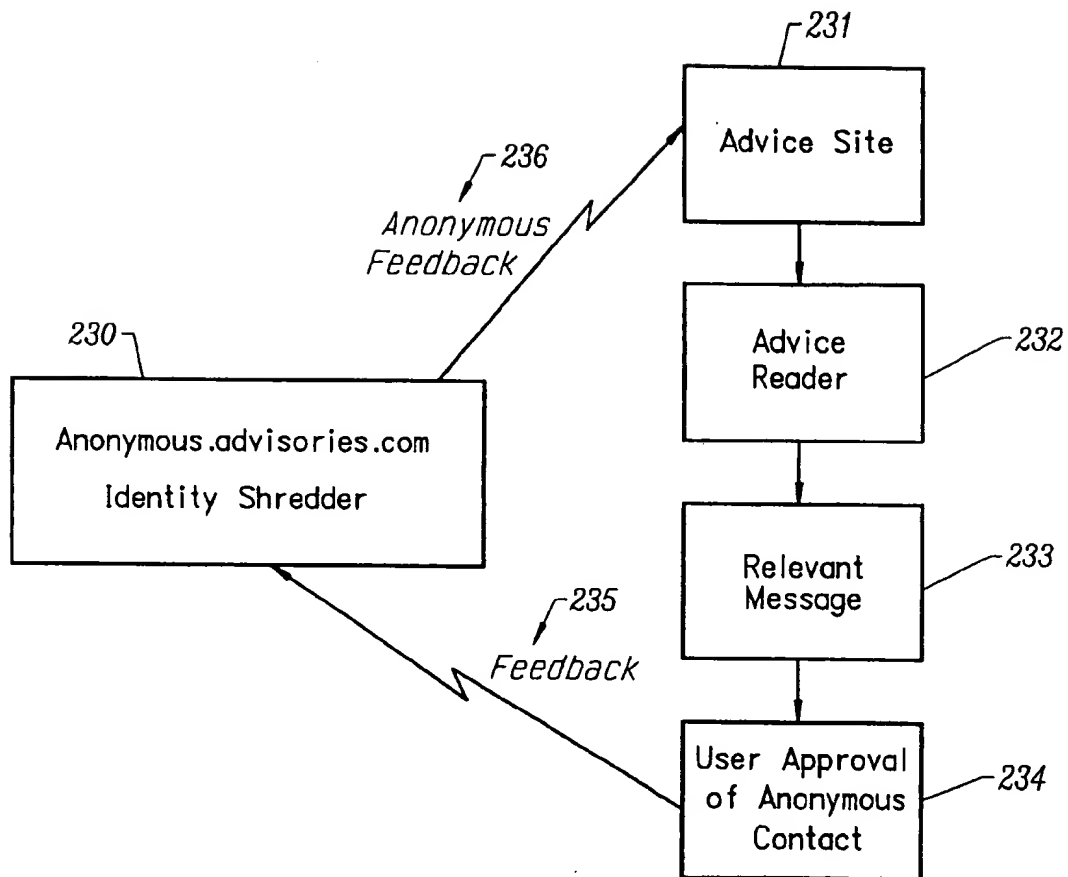 231
Advice Site
236
Anonymous
Feedback
230
Anonymous.advisories.com
Identity Shredder
Advice
Reader
232
Relevant
Message
233
235
Feedback
User Approval
of Anonymous
Contact
234